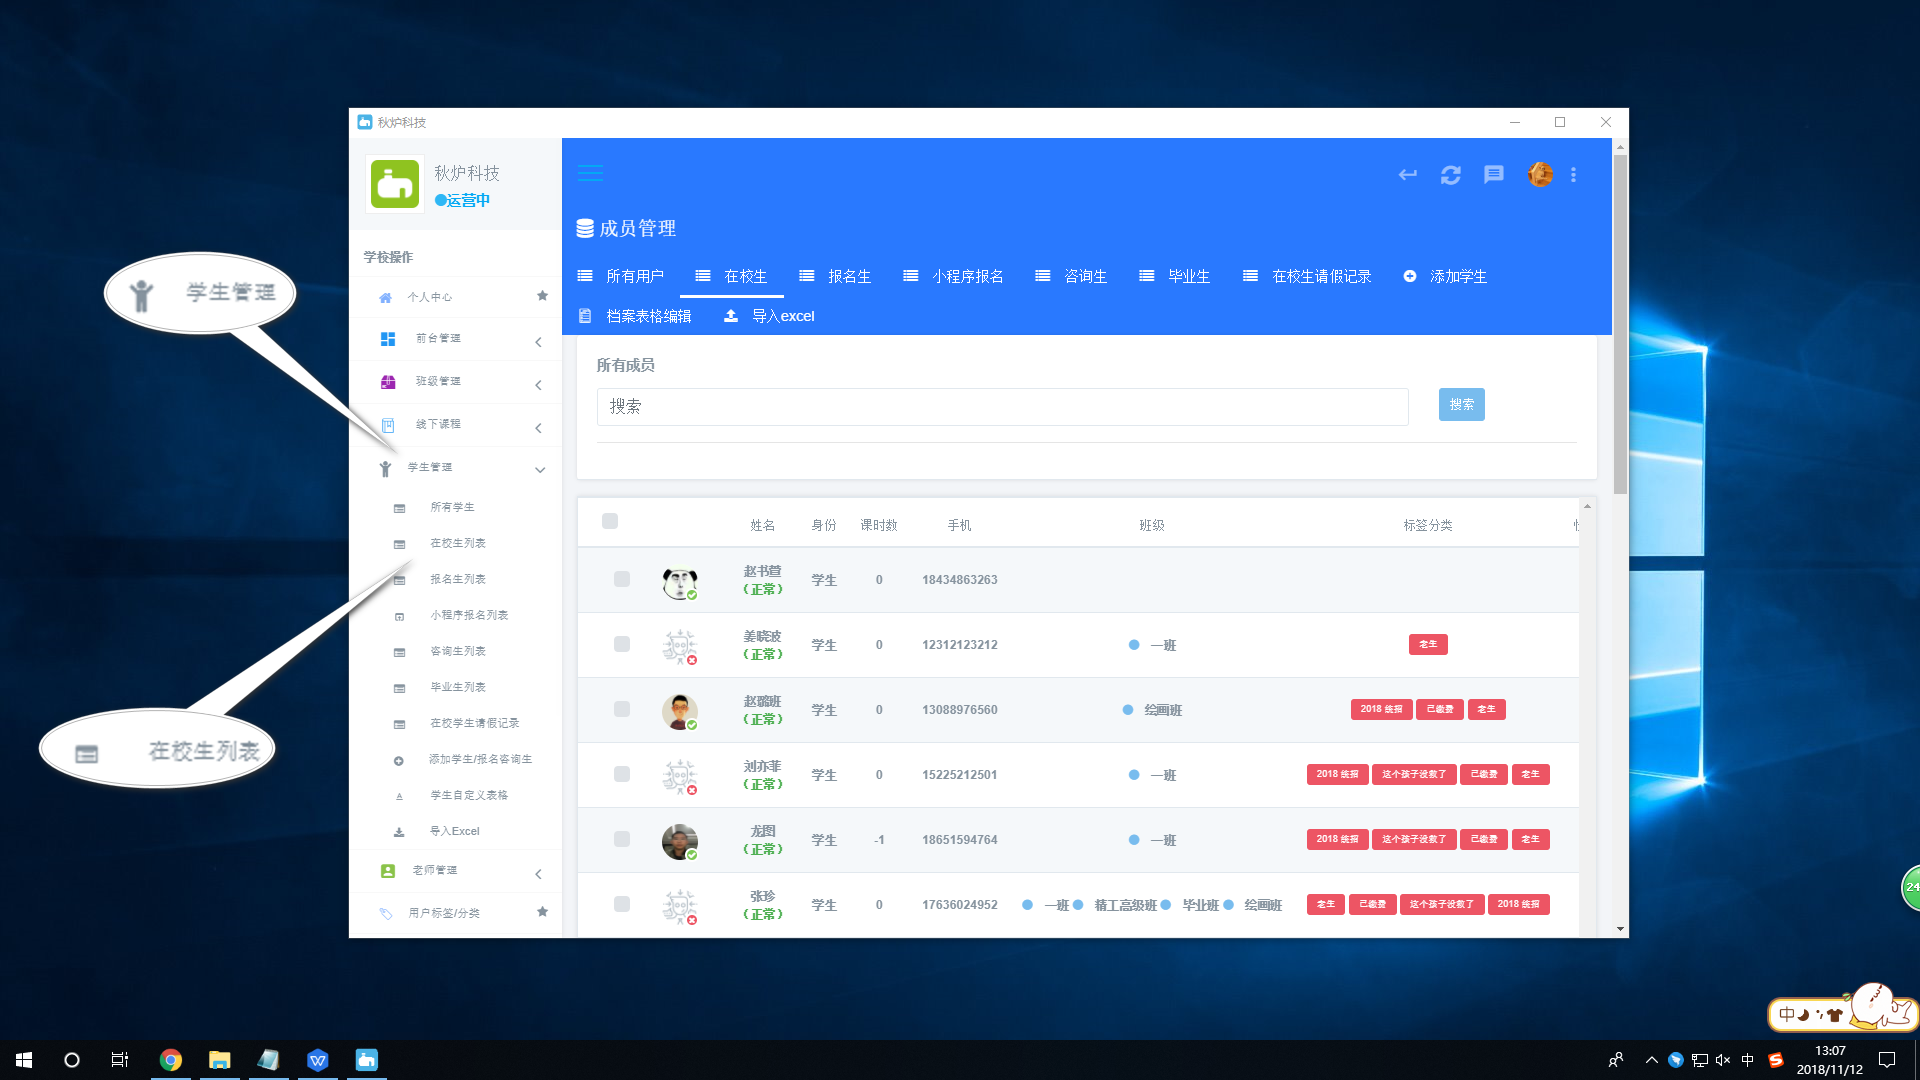 秋炉科技
秋炉科技
运营中
学校操作
个人中心
前台管理
班级管理
线下课程
学生管理
所有学生
在校生列表
报名生列表
小程序报名列表
咨询生列表
毕业生列表
在校学生请假记录
添加学生/报名咨询生
学生自定义表格
导入Excel
老师管理
用户标签/分类
学生管理
在校生列表
成员管理
所有用户 在校生 报名生 小程序报名 咨询生 毕业生 在校生请假记录 添加学生
档案表格编辑 导入excel
所有成员
搜索 搜索
姓名 身份 课时数 手机 班级 标签分类
赵书萱
（正常） 学生 0 18434863263
姜晓波
（正常） 学生 0 12312123212 一班 老生
赵璐班
（正常） 学生 0 13088976560 绘画班 2018 统招 已缴费 老生
刘亦菲
（正常） 学生 0 15225212501 一班 2018 统招 这个孩子没救了 已缴费 老生
龙图
（正常） 学生 -1 18651594764 一班 2018 统招 这个孩子没救了 已缴费 老生
张珍
（正常） 学生 0 17636024952 一班 精工高级班 毕业班 绘画班 老生 已缴费 这个孩子没救了 2018 统招
24
中
中
13:07
2018/11/12